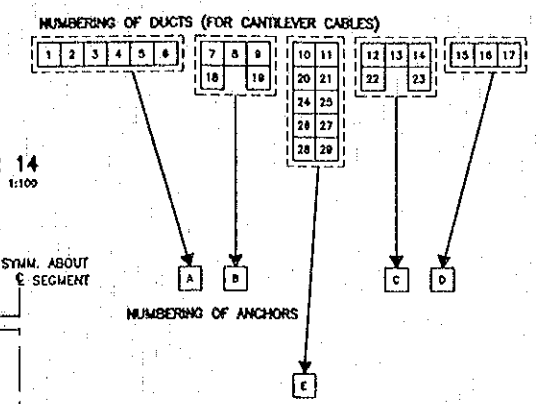 NUMBERING OF DUCTS (FOR CANTILEVER CABLES)
1 2 3 4 5 6
7 8 9
18 19
10 11
20 21
24 25
26 27
28 29
12 13 14
22 23
15 16 17
14
1:100
SYMM. ABOUT
℄ SEGMENT
A B C D
NUMBERING OF ANCHORS
E